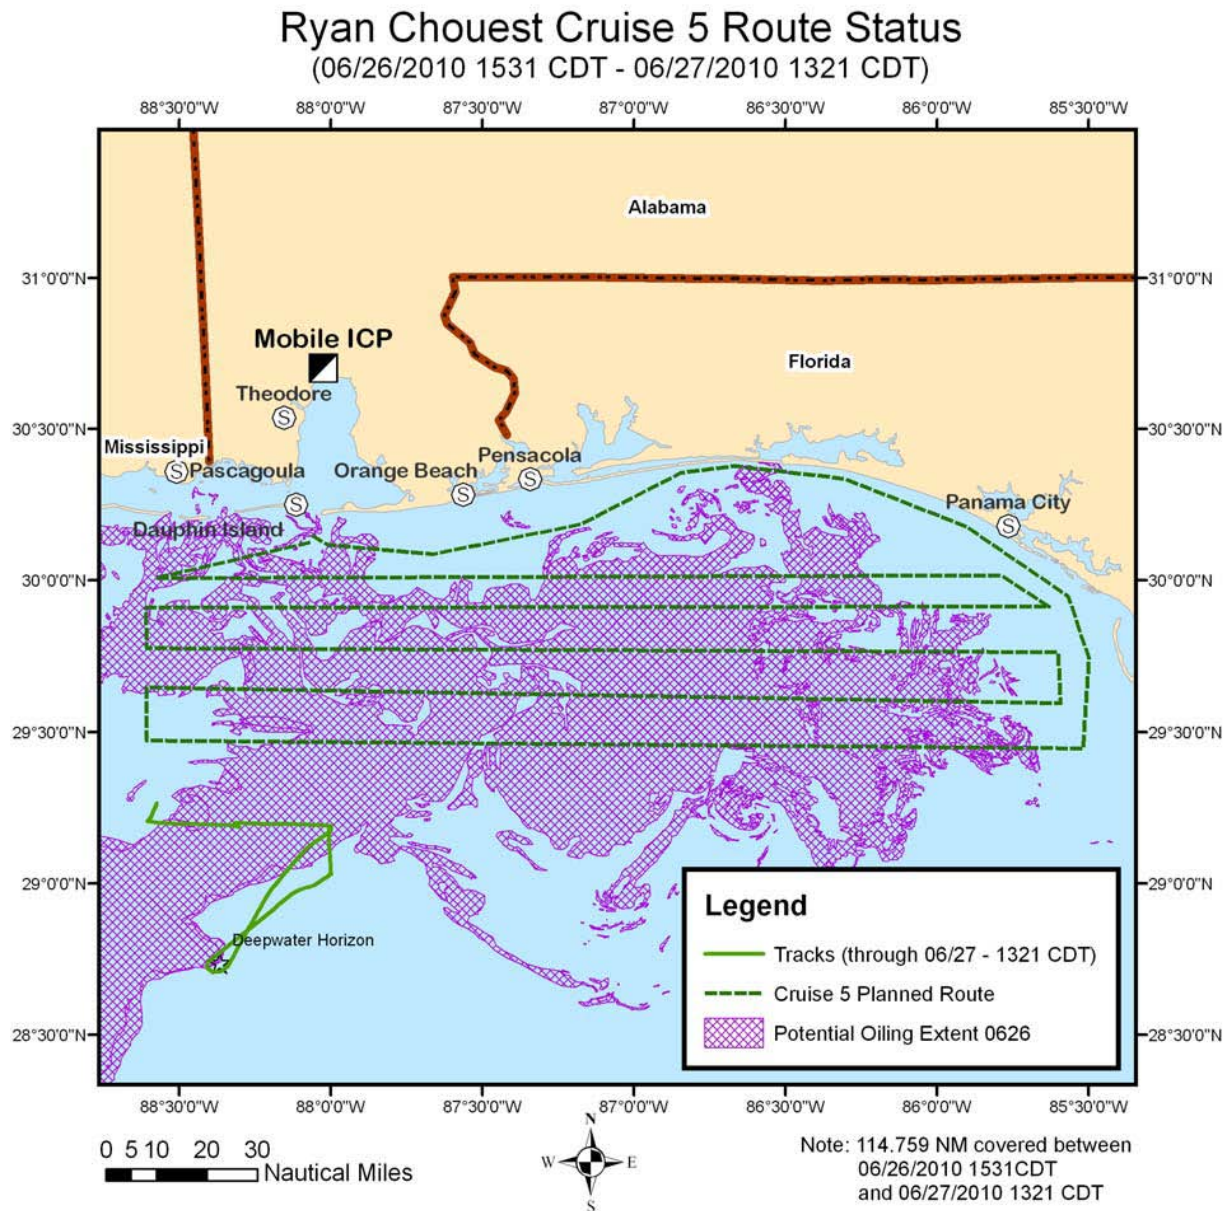 Ryan Chouest Cruise 5 Route Status
(06/26/2010 1531 CDT - 06/27/2010 1321 CDT)
88°30'0"W 88°0'0"W 87°30'0"W 87°0'0"W 86°30'0"W 86°0'0"W 85°30'0"W
Alabama
31°0'0"N 31°0'0"N
Mobile ICP
Florida
Theodore
S
30°30'0"N 30°30'0"N
Mississippi
Pensacola
S Pascagoula Orange Beach S
S S
Panama City
S
Dauphin Island
30°0'0"N 30°0'0"N
29°30'0"N 29°30'0"N
29°0'0"N 29°0'0"N
Legend
Deepwater Horizon
Tracks (through 06/27 - 1321 CDT)
Cruise 5 Planned Route
Potential Oiling Extent 0626
28°30'0"N 28°30'0"N
88°30'0"W 88°0'0"W 87°30'0"W 87°0'0"W 86°30'0"W 86°0'0"W 85°30'0"W
0 5 10 20 30
Nautical Miles
N
W E
S
Note: 114.759 NM covered between
06/26/2010 1531CDT
and 06/27/2010 1321 CDT